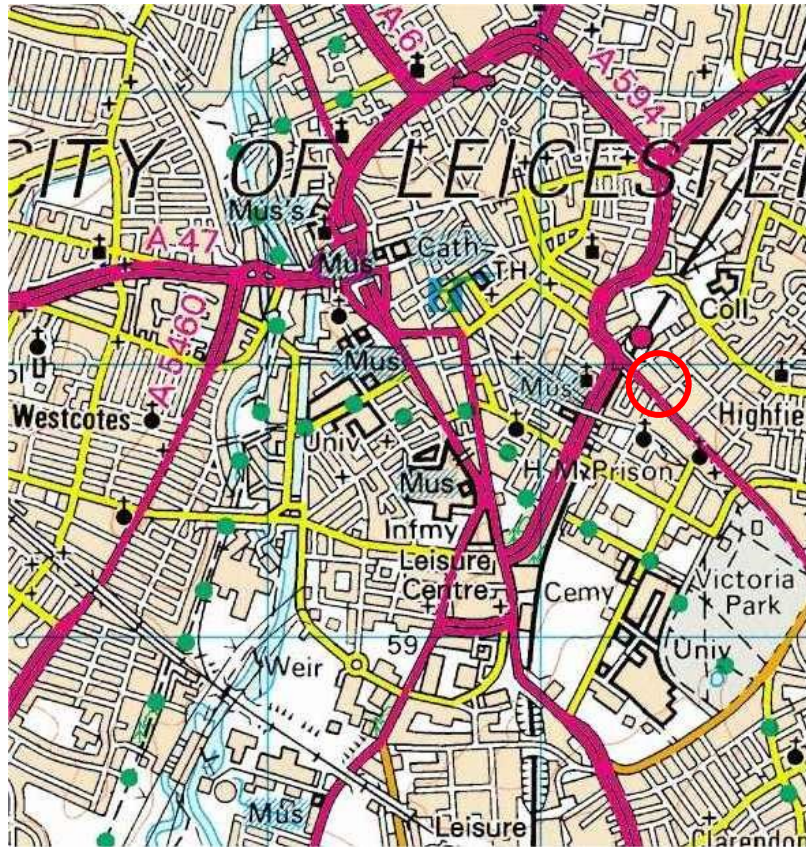 A 6
A 594
CITY OF LEICESTER
Mus's
Cath
A 47
Mus
TH
A 5460
Coll
Mus
Mus
Westcotes
Highfie
Univ
H M Prison
Mus
Infmy
Leisure
Centre
Cemy
Victoria
Park
59
Univ
Weir
Mus
Leisure
Clarendon